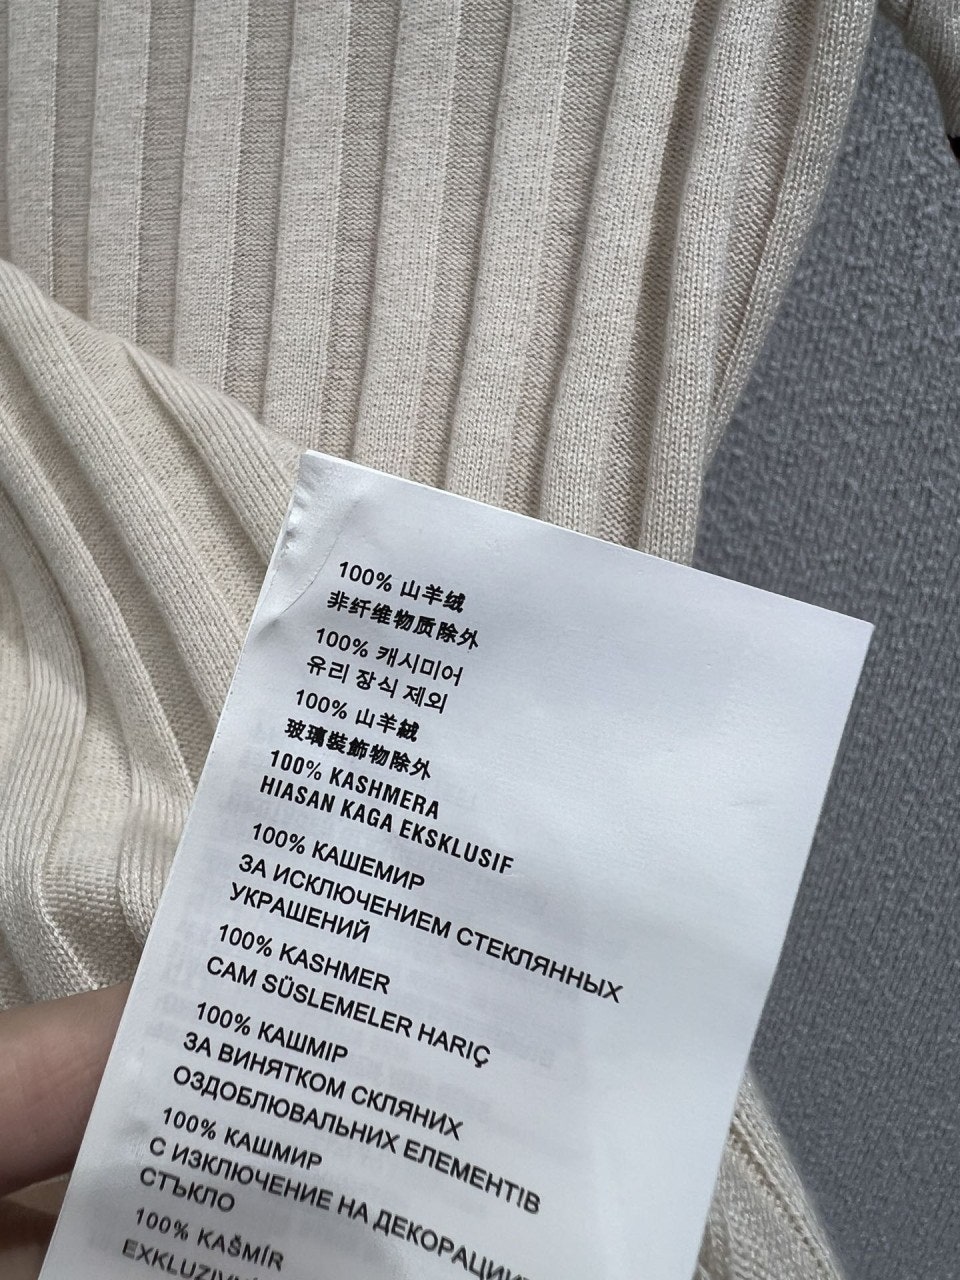 100% 山羊绒
非纤维物质除外
100% 캐시미어
유리 장식 제외
100% 山羊絨
玻璃裝飾物除外
100% KASHMERA
HIASAN KAGA EKSKLUSIF
100% КАШЕМИР
ЗА ИСКЛЮЧЕНИЕМ СТЕКЛЯННЫХ
УКРАШЕНИЙ
100% KASHMER
CAM SÜSLEMELER HARIÇ
100% КАШМІР
ЗА ВИНЯТКОМ СКЛЯНИХ
ОЗДОБЛЮВАЛЬНИХ ЕЛЕМЕНТІВ
100% КАШМИР
С ИЗКЛЮЧЕНИЕ НА
СТЪКЛО
100% KAŠMÍR